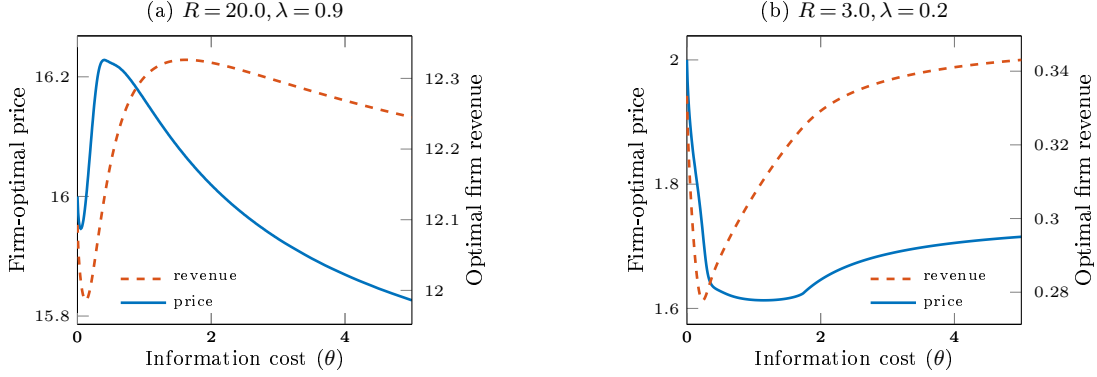 (a) R = 20.0, λ = 0.9
16.2
16
15.8
Firm-optimal price
12.3
12.2
12.1
12
Optimal firm revenue
revenue
price
0 2 4
Information cost (θ)
(b) R = 3.0, λ = 0.2
2
1.8
1.6
Firm-optimal price
0.34
0.32
0.3
0.28
Optimal firm revenue
revenue
price
0 2 4
Information cost (θ)